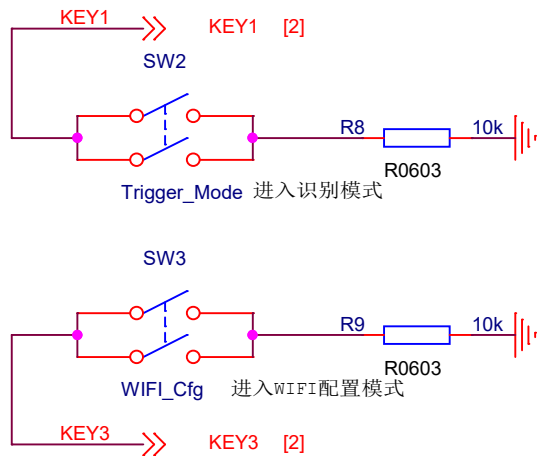 KEY1 KEY1 [2]
SW2
R8 10k
R0603
Trigger_Mode 进入识别模式
SW3
R9 10k
R0603
WIFI_Cfg 进入WIFI配置模式
KEY3 KEY3 [2]